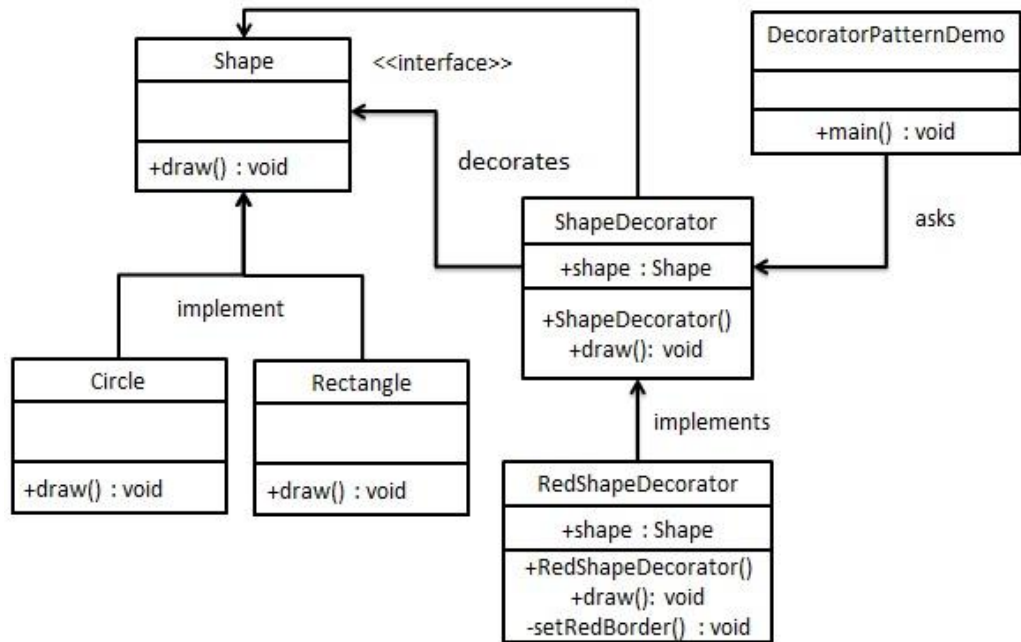 Shape
+draw() : void
<<interface>>
decorates
DecoratorPatternDemo
+main() : void
asks
ShapeDecorator
+shape : Shape
+ShapeDecorator()
+draw(): void
implement
Circle
+draw() : void
Rectangle
+draw() : void
implements
RedShapeDecorator
+shape : Shape
+RedShapeDecorator()
+draw(): void
-setRedBorder() : void